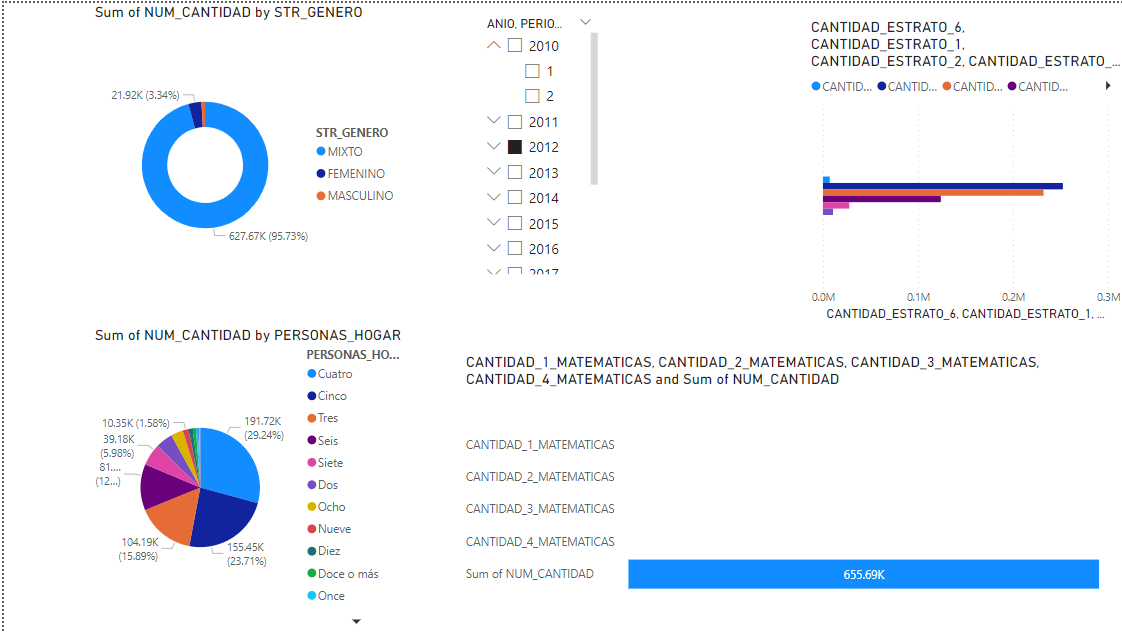 Sum of NUM_CANTIDAD by STR_GENERO
21.92K (3.34%)
627.67K (95.73%)
STR_GENERO
MIXTO
FEMENINO
MASCULINO
ANIO, PERIO...
2010
1
2
2011
2012
2013
2014
2015
2016
2017
CANTIDAD_ESTRATO_6,
CANTIDAD_ESTRATO_1,
CANTIDAD_ESTRATO_2, CANTIDAD_ESTRATO_...
CANTID... CANTID... CANTID... CANTID...
0.0M 0.1M 0.2M 0.3M
CANTIDAD_ESTRATO_6, CANTIDAD_ESTRATO_1, ...
Sum of NUM_CANTIDAD by PERSONAS_HOGAR
10.35K (1.58%)
39.18K
(5.98%)
81....
(12...)
104.19K
(15.89%)
155.45K
(23.71%)
191.72K
(29.24%)
PERSONAS_HO...
Cuatro
Cinco
Tres
Seis
Siete
Dos
Ocho
Nueve
Diez
Doce o más
Once
CANTIDAD_1_MATEMATICAS, CANTIDAD_2_MATEMATICAS, CANTIDAD_3_MATEMATICAS,
CANTIDAD_4_MATEMATICAS and Sum of NUM_CANTIDAD
CANTIDAD_1_MATEMATICAS
CANTIDAD_2_MATEMATICAS
CANTIDAD_3_MATEMATICAS
CANTIDAD_4_MATEMATICAS
Sum of NUM_CANTIDAD 655.69K